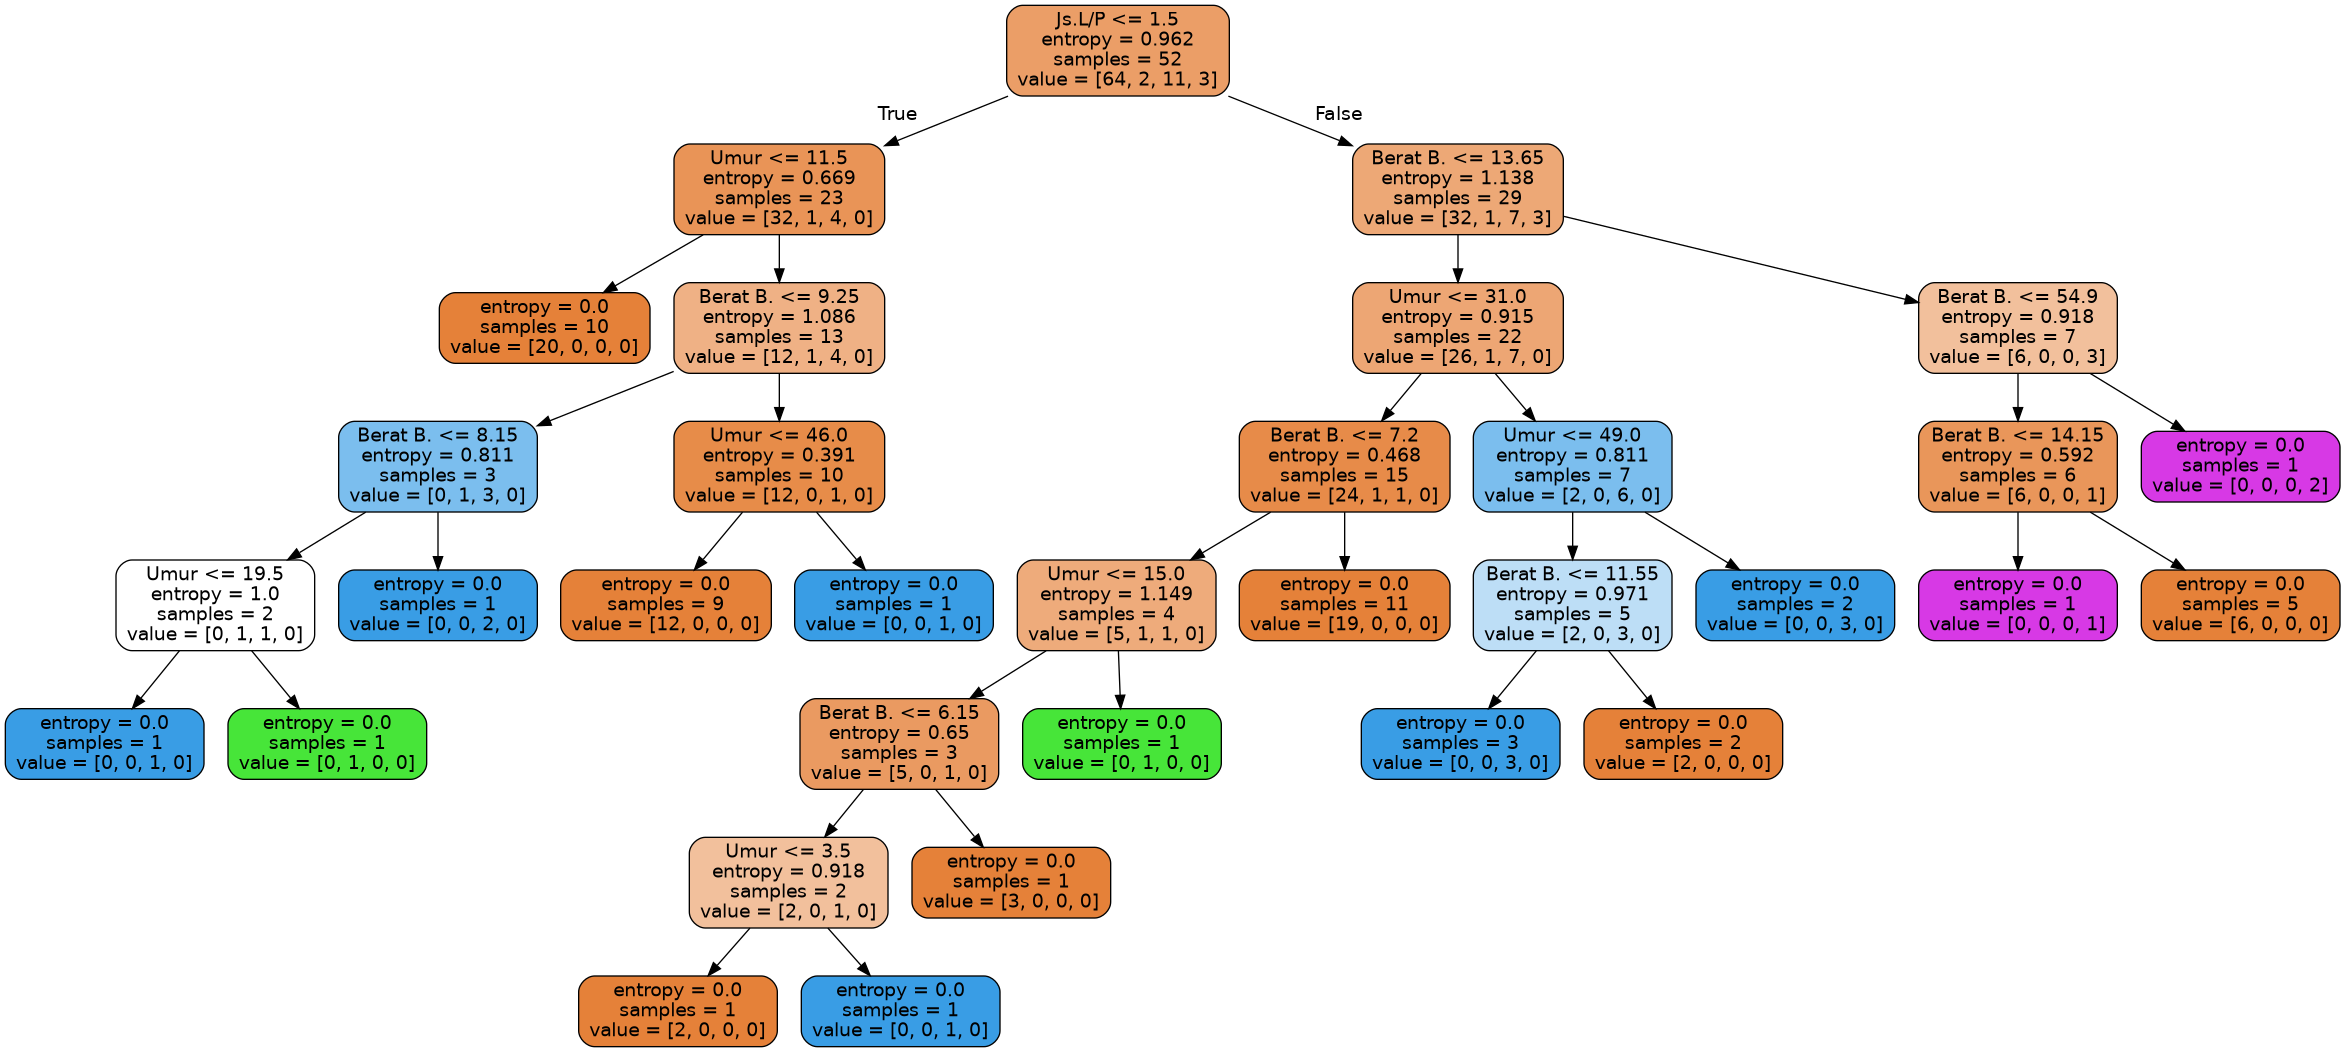 Js.L/P <= 1.5
entropy = 0.962
samples = 52
value = [64, 2, 11, 3]
True
False
Umur <= 11.5
entropy = 0.669
samples = 23
value = [32, 1, 4, 0]
Berat B. <= 13.65
entropy = 1.138
samples = 29
value = [32, 1, 7, 3]
entropy = 0.0
samples = 10
value = [20, 0, 0, 0]
Berat B. <= 9.25
entropy = 1.086
samples = 13
value = [12, 1, 4, 0]
Umur <= 31.0
entropy = 0.915
samples = 22
value = [26, 1, 7, 0]
Berat B. <= 54.9
entropy = 0.918
samples = 7
value = [6, 0, 0, 3]
Berat B. <= 8.15
entropy = 0.811
samples = 3
value = [0, 1, 3, 0]
Umur <= 46.0
entropy = 0.391
samples = 10
value = [12, 0, 1, 0]
Berat B. <= 7.2
entropy = 0.468
samples = 15
value = [24, 1, 1, 0]
Umur <= 49.0
entropy = 0.811
samples = 7
value = [2, 0, 6, 0]
Berat B. <= 14.15
entropy = 0.592
samples = 6
value = [6, 0, 0, 1]
entropy = 0.0
samples = 1
value = [0, 0, 0, 2]
Umur <= 19.5
entropy = 1.0
samples = 2
value = [0, 1, 1, 0]
entropy = 0.0
samples = 1
value = [0, 0, 2, 0]
entropy = 0.0
samples = 9
value = [12, 0, 0, 0]
entropy = 0.0
samples = 1
value = [0, 0, 1, 0]
Umur <= 15.0
entropy = 1.149
samples = 4
value = [5, 1, 1, 0]
entropy = 0.0
samples = 11
value = [19, 0, 0, 0]
Berat B. <= 11.55
entropy = 0.971
samples = 5
value = [2, 0, 3, 0]
entropy = 0.0
samples = 2
value = [0, 0, 3, 0]
entropy = 0.0
samples = 1
value = [0, 0, 0, 1]
entropy = 0.0
samples = 5
value = [6, 0, 0, 0]
entropy = 0.0
samples = 1
value = [0, 0, 1, 0]
entropy = 0.0
samples = 1
value = [0, 1, 0, 0]
Berat B. <= 6.15
entropy = 0.65
samples = 3
value = [5, 0, 1, 0]
entropy = 0.0
samples = 1
value = [0, 1, 0, 0]
entropy = 0.0
samples = 3
value = [0, 0, 3, 0]
entropy = 0.0
samples = 2
value = [2, 0, 0, 0]
Umur <= 3.5
entropy = 0.918
samples = 2
value = [2, 0, 1, 0]
entropy = 0.0
samples = 1
value = [3, 0, 0, 0]
entropy = 0.0
samples = 1
value = [2, 0, 0, 0]
entropy = 0.0
samples = 1
value = [0, 0, 1, 0]